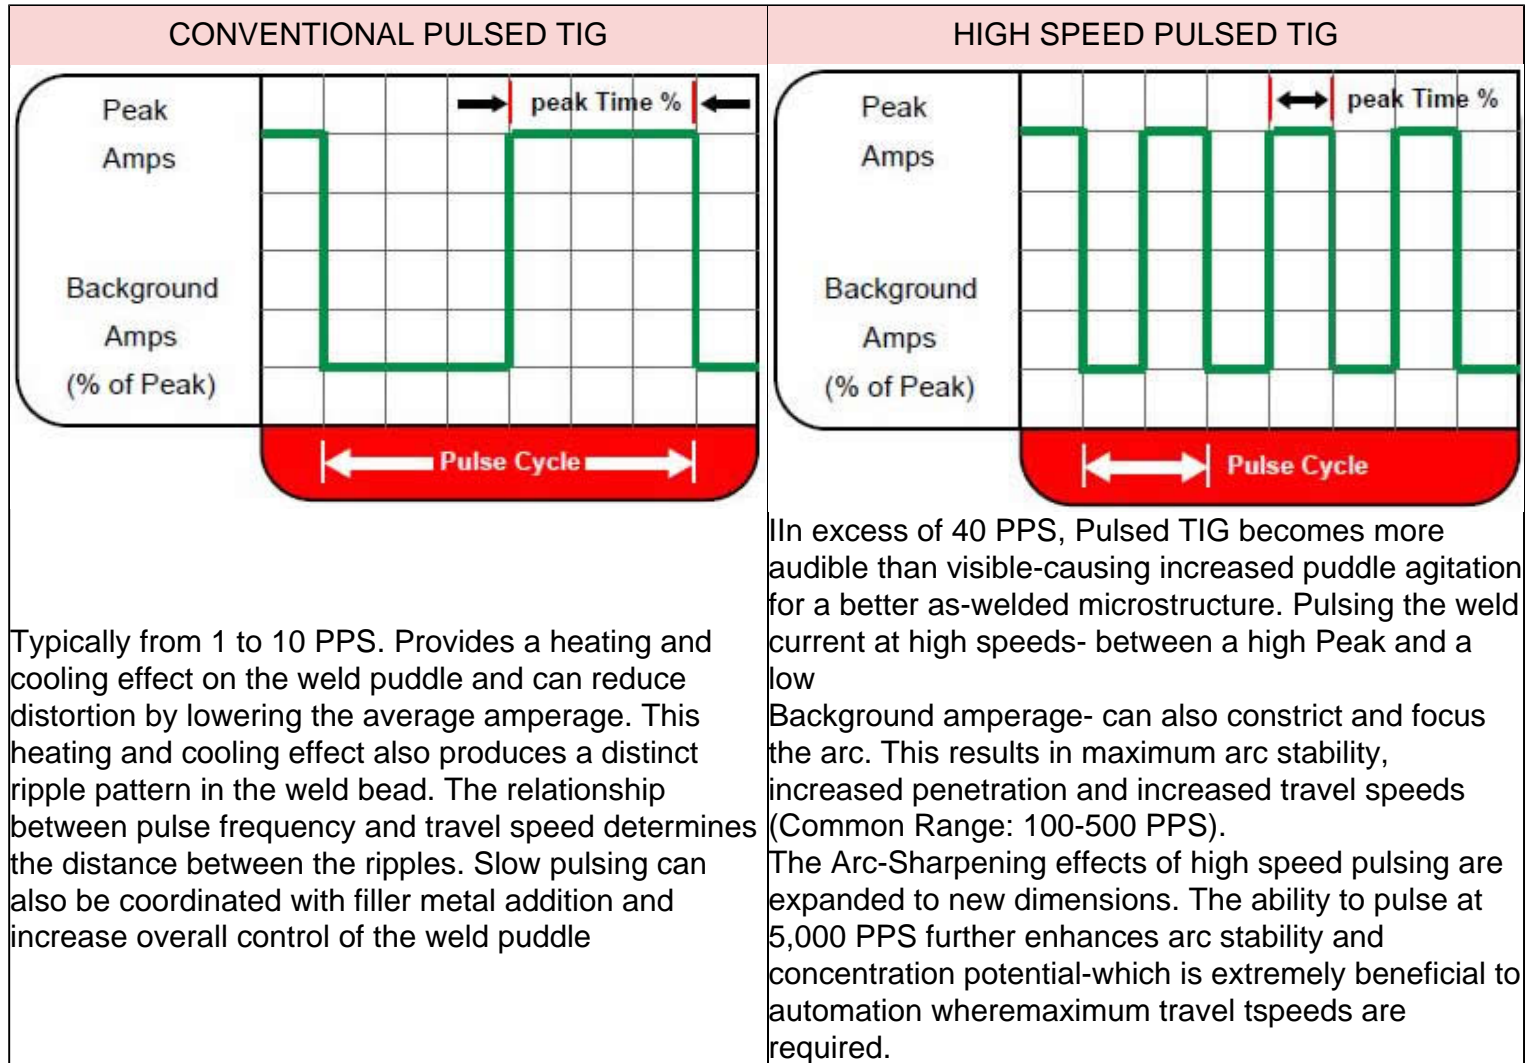 CONVENTIONAL PULSED TIG
Peak
Amps
Background
Amps
(% of Peak)
peak Time %
Pulse Cycle
Typically from 1 to 10 PPS. Provides a heating and
cooling effect on the weld puddle and can reduce
distortion by lowering the average amperage. This
heating and cooling effect also produces a distinct
ripple pattern in the weld bead. The relationship
between pulse frequency and travel speed determines
the distance between the ripples. Slow pulsing can
also be coordinated with filler metal addition and
increase overall control of the weld puddle
HIGH SPEED PULSED TIG
Peak
Amps
Background
Amps
(% of Peak)
peak Time %
Pulse Cycle
IIn excess of 40 PPS, Pulsed TIG becomes more
audible than visible-causing increased puddle agitation
for a better as-welded microstructure. Pulsing the weld
current at high speeds- between a high Peak and a
low
Background amperage- can also constrict and focus
the arc. This results in maximum arc stability,
increased penetration and increased travel speeds
(Common Range: 100-500 PPS).
The Arc-Sharpening effects of high speed pulsing are
expanded to new dimensions. The ability to pulse at
5,000 PPS further enhances arc stability and
concentration potential-which is extremely beneficial to
automation wheremaximum travel tspeeds are
required.